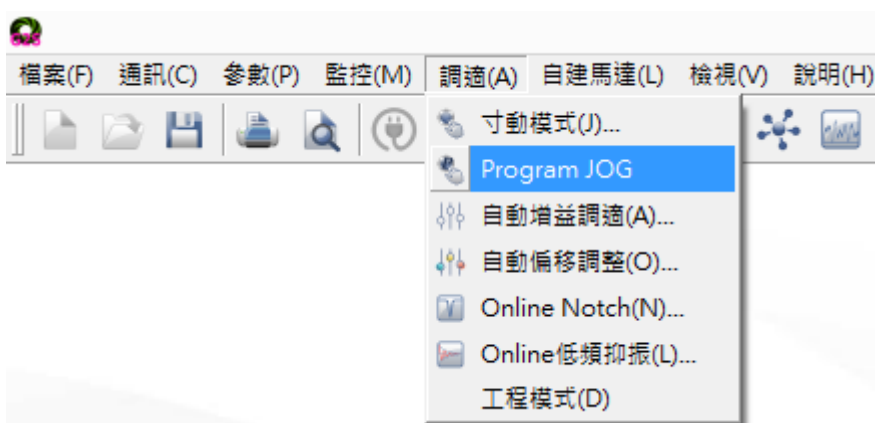 檔案(F) 通訊(C) 參數(P) 監控(M) 調適(A) 自建馬達(L) 檢視(V) 說明(H)
寸動模式(J)...
Program JOG
自動增益調適(A)...
自動偏移調整(O)...
Online Notch(N)...
Online低頻抑振(L)...
工程模式(D)